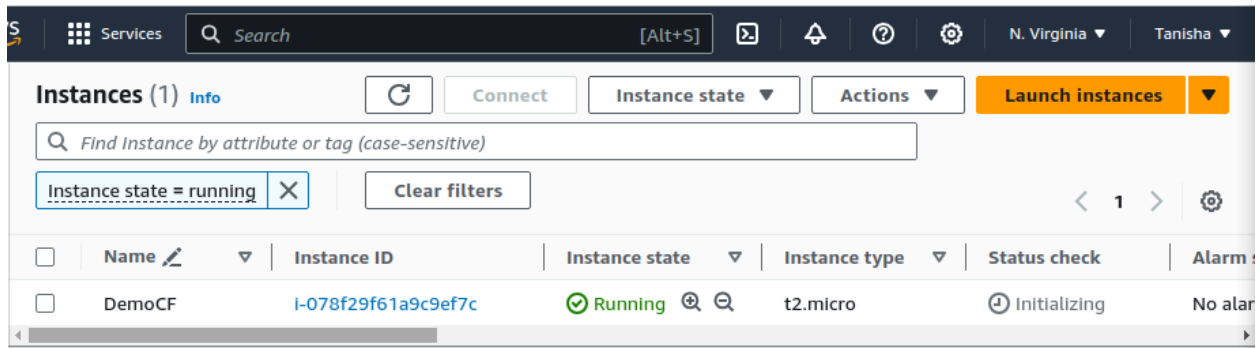 Services Search [Alt+S] N. Virginia ▼ Tanisha ▼
Instances (1) Info Connect Instance state ▼ Actions ▼ Launch instances ▼
Find Instance by attribute or tag (case-sensitive)
Instance state = running Clear filters
1
Name Instance ID Instance state Instance type Status check Alarm
DemoCF i-078f29f61a9c9ef7c Running t2.micro Initializing No